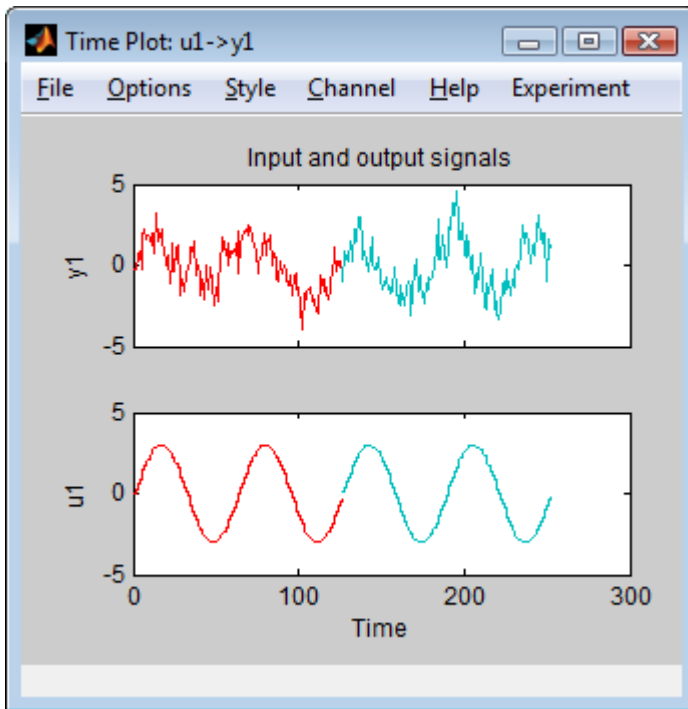 Time Plot: u1->y1
File Options Style Channel Help Experiment
Input and output signals
5
0
-5
y1
5
0
-5
u1
0 100 200 300
Time